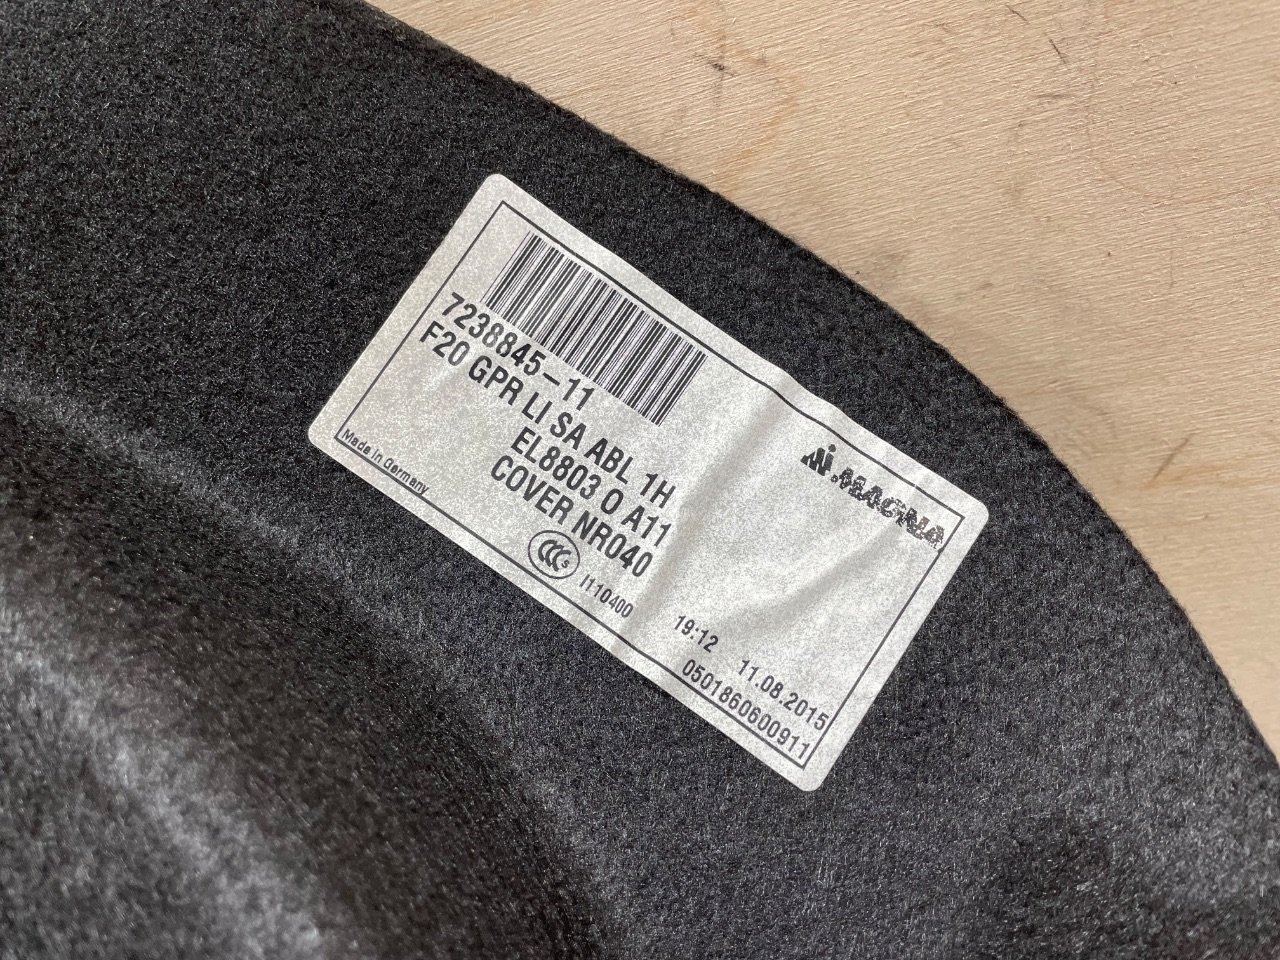 MAGNA
7238845-11
F20 GPR LI SA ABL 1H
EL8803 O A11
COVER NR040
Made in Germany
CCC S
I110400
19:12 11.08.2015
0501860600911